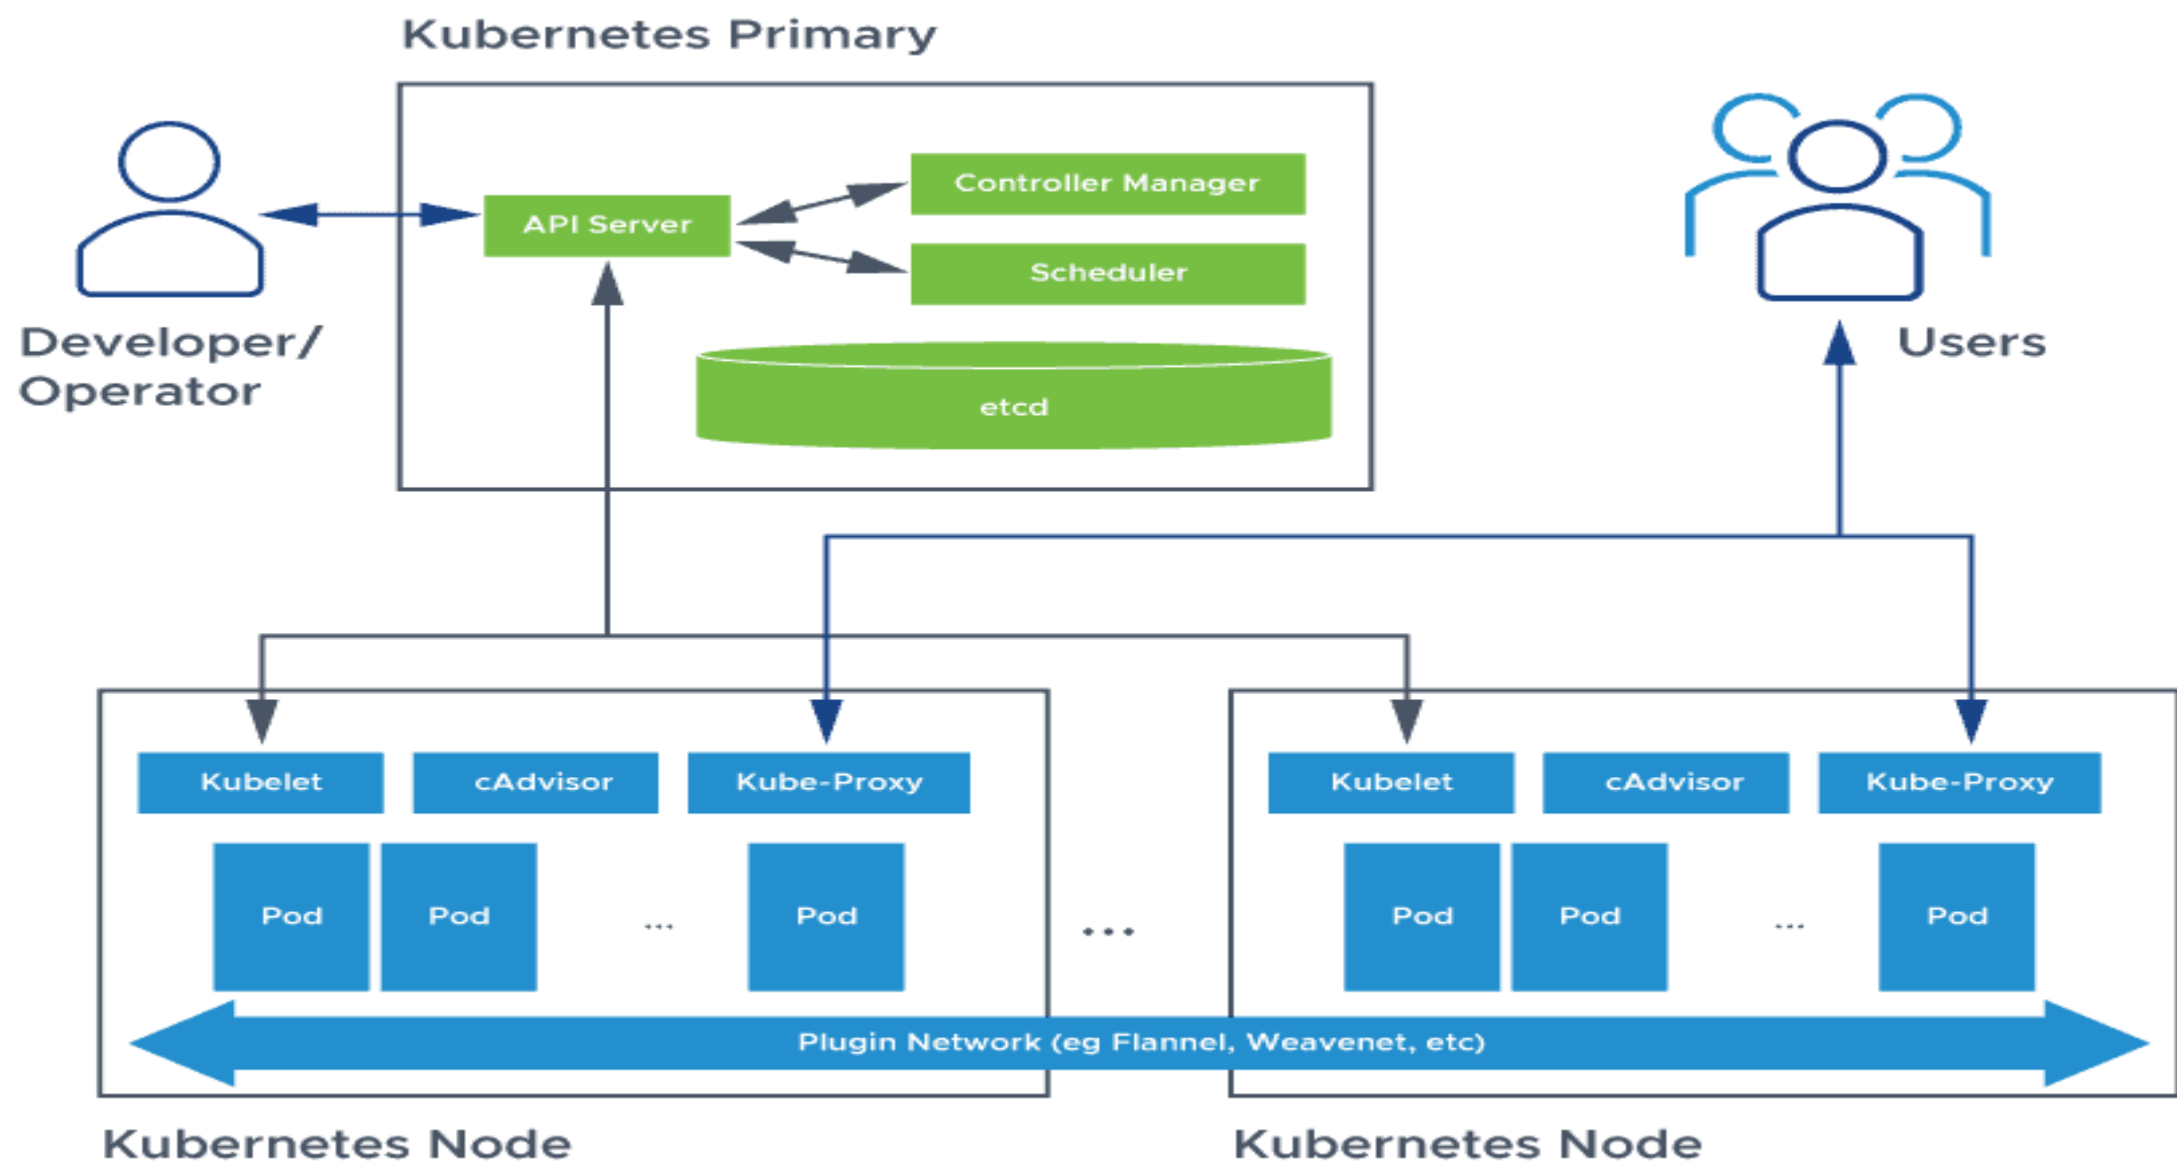 Kubernetes Primary
Controller Manager
API Server
Scheduler
etcd
Developer/
Operator
Users
Kubelet
cAdvisor
Kube-Proxy
Pod
Pod
...
Pod
...
Kubelet
cAdvisor
Kube-Proxy
Pod
Pod
...
Pod
Plugin Network (eg Flannel, Weavenet, etc)
Kubernetes Node
Kubernetes Node